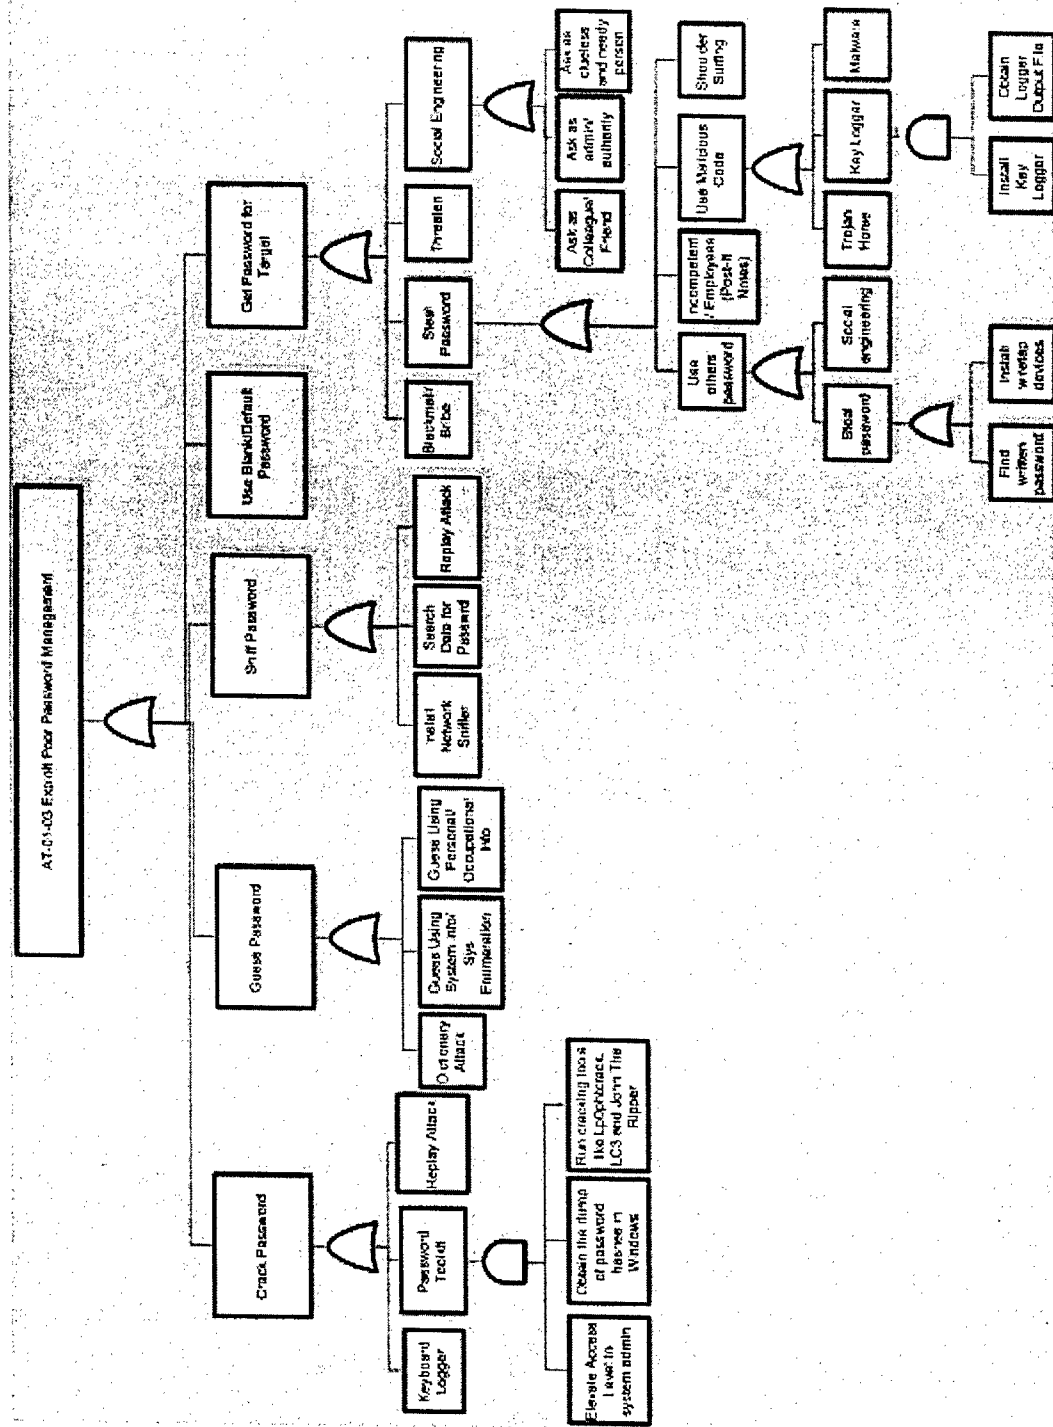 AT-01-03 Exploit Poor Password Management
Crack Password
Guess Password
Sniff Password
Use Blank/Default
Password
Get Password for
Target
Keyboard
Logger
Password
Toolkit
Replay Attack
Dictionary
Attack
Guess Using
System Info/
Sys
Enumeration
Guess Using
Personal/
Occupational
Info
Install
Network
Sniffer
Search
Data for
Password
Replay Attack
Blackmail/
Bribe
Steal
Password
Threaten
Social Engineering
Elevate Access
Level to
system admin
Obtain the dump
of password
hashes in
Windows
Run cracking tools
like
LC3 and John The
Ripper
Ask as
Colleague/
Friend
Ask as
admin/
authority
Ask as
clueless
and needy
person
Use
others
password
ncompetent
/ Employees
(Post-It
Notes)
Use Malicious
Code
Shoulder
Surfing
Steal
password
Social
engineering
Trojan
Horse
Key Logger
Malware
Find
written
password
Install
wiretap
devices
Install
Key
Logger
Obtain
Logger
Output File